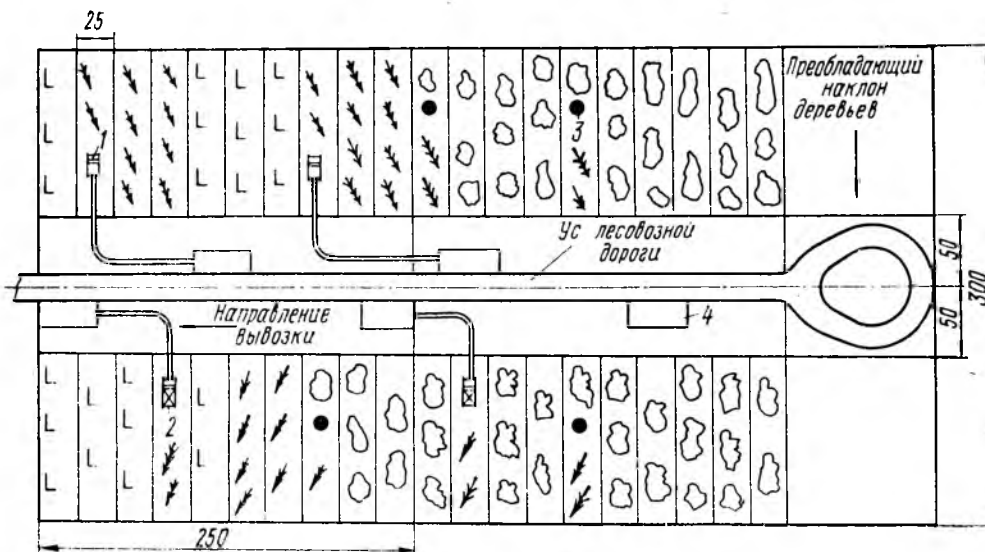 25
Преобладающий
наклон
деревьев
1
3
Ус лесовозной
дороги
50
50
300
Направление
вывозки
4
2
250